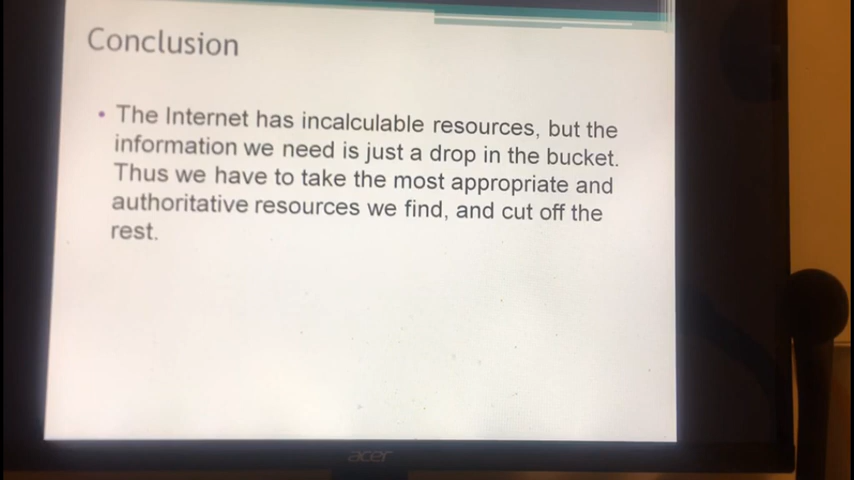 Conclusion
• The Internet has incalculable resources, but the
information we need is just a drop in the bucket.
Thus we have to take the most appropriate and
authoritative resources we find, and cut off the
rest.
acer